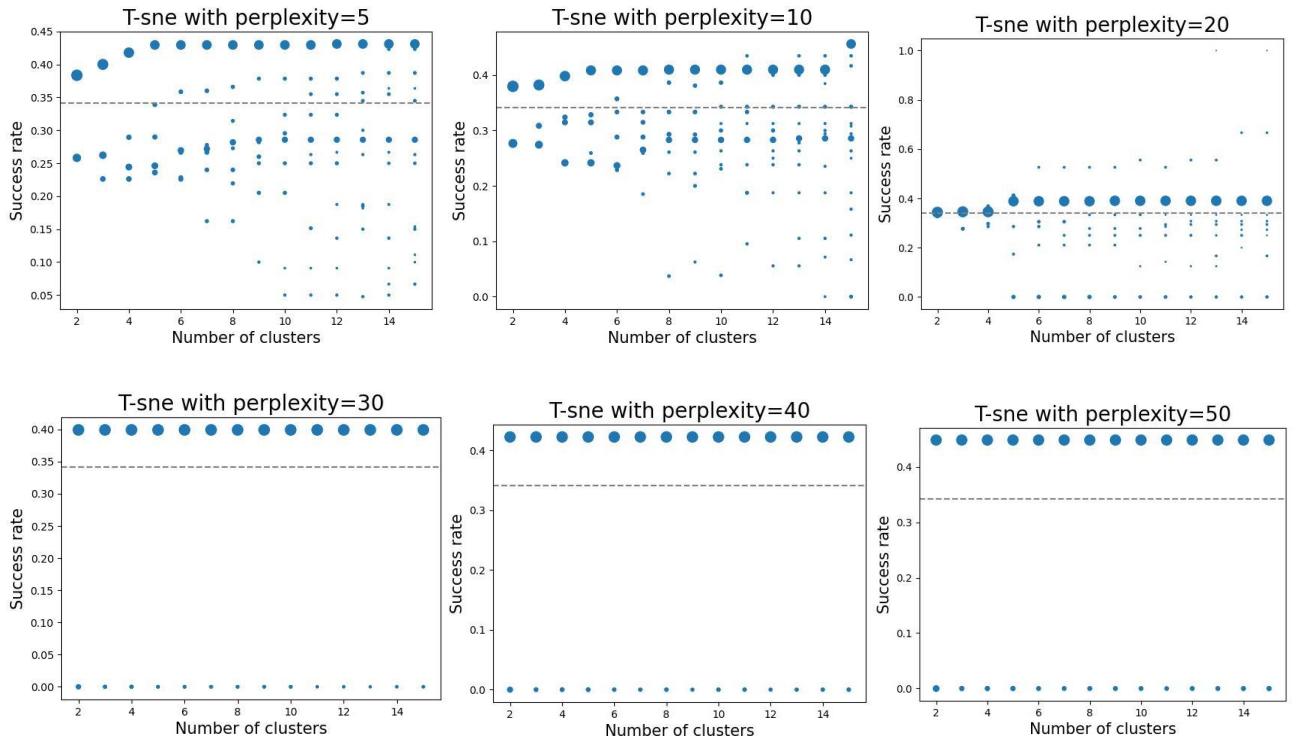 T-sne with perplexity=5
0.45
0.40
0.35
0.30
0.25
0.20
0.15
0.10
0.05
Success rate
2 4 6 8 10 12 14
Number of clusters
T-sne with perplexity=10
0.4
0.3
0.2
0.1
0.0
Success rate
2 4 6 8 10 12 14
Number of clusters
T-sne with perplexity=20
1.0
0.8
0.6
0.4
0.2
0.0
Success rate
2 4 6 8 10 12 14
Number of clusters
T-sne with perplexity=30
0.40
0.35
0.30
0.25
0.20
0.15
0.10
0.05
0.00
Success rate
2 4 6 8 10 12 14
Number of clusters
T-sne with perplexity=40
0.4
0.3
0.2
0.1
0.0
Success rate
2 4 6 8 10 12 14
Number of clusters
T-sne with perplexity=50
0.4
0.3
0.2
0.1
0.0
Success rate
2 4 6 8 10 12 14
Number of clusters